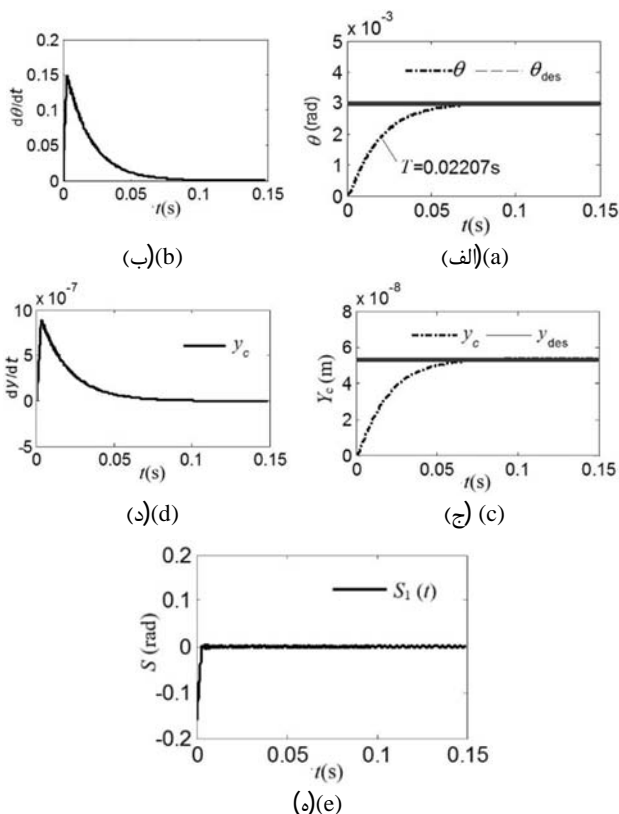 0.2
0.15
0.1
0.05
0
dθ/dt
0 0.05 0.1 0.15
t(s)
(b)(ب)
x 10⁻³
5
4
3
2
1
0
θ (rad)
θ θdes
T=0.02207s
0 0.05 0.1 0.15
t(s)
(a)(الف)
x 10⁻⁷
10
5
0
-5
dy/dt
y_c
0 0.05 0.1 0.15
t(s)
(d)(د)
x 10⁻⁸
8
6
4
2
0
Y_c (m)
y_c y_des
0 0.05 0.1 0.15
t(s)
(c) (ج)
0.2
0.1
0
-0.1
-0.2
S (rad)
S₁ (t)
0 0.05 0.1 0.15
t(s)
(e)(ه)